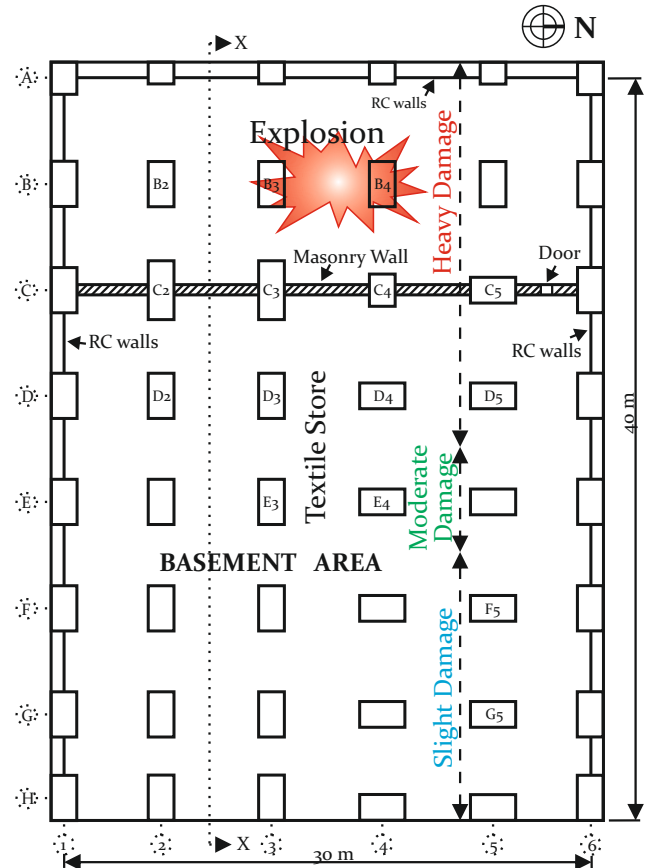 X
N
A
RC walls
Explosion
B
B2
B3
B4
Heavy Damage
Masonry Wall
Door
C
C2
C3
C4
C5
RC walls
RC walls
D
D2
D3
D4
D5
Textile Store
40 m
E
E3
E4
Moderate
Damage
BASEMENT AREA
F
F5
Slight Damage
G
G5
H
X
1
2
3
4
5
6
30 m